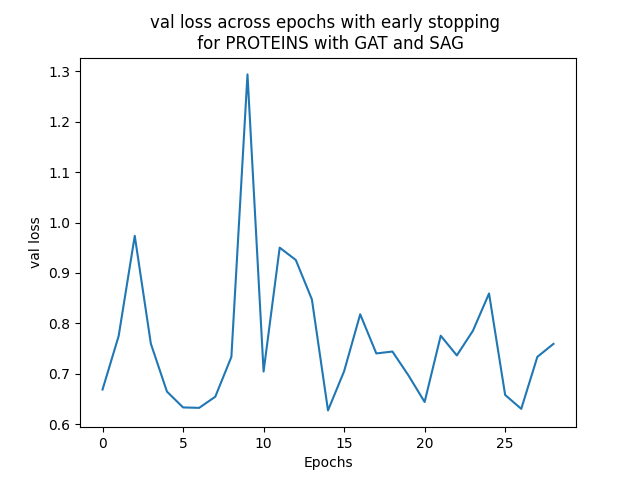 val loss across epochs with early stopping
for PROTEINS with GAT and SAG
1.3
1.2
1.1
1.0
0.9
0.8
0.7
0.6
val loss
0 5 10 15 20 25
Epochs